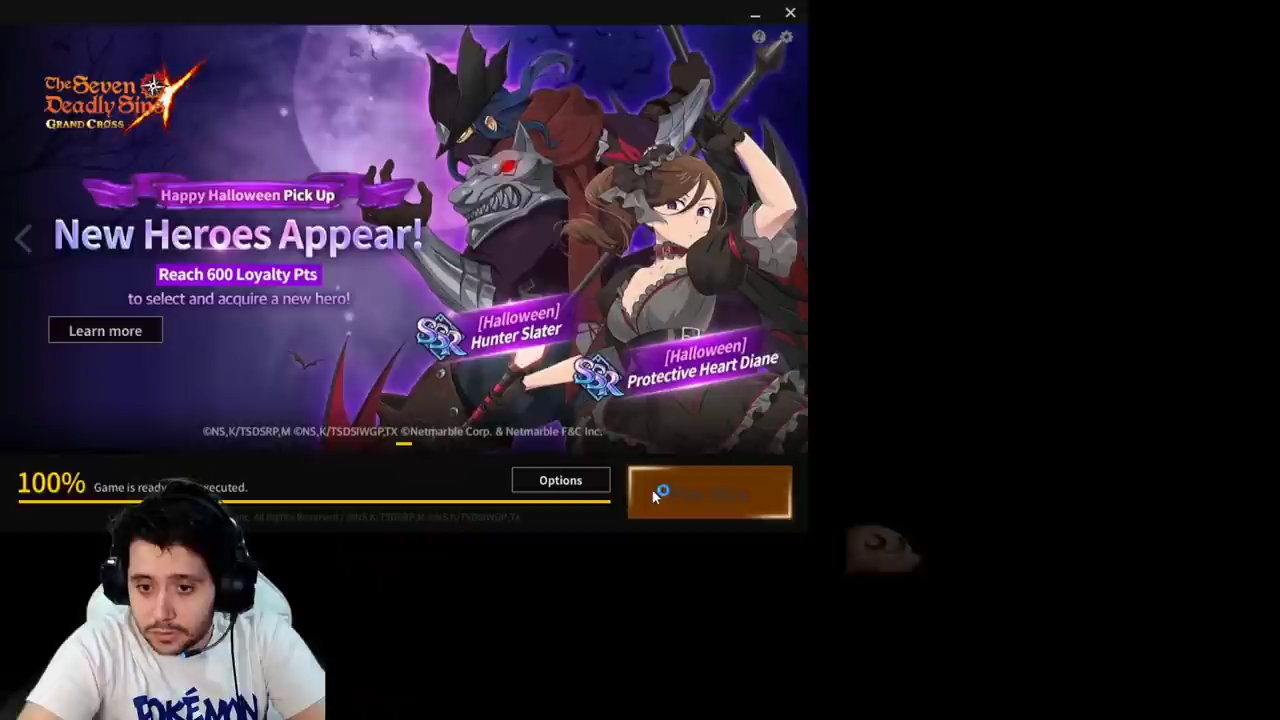 The Seven
Deadly Sins
GRAND CROSS
Happy Halloween Pick Up
New Heroes Appear!
Reach 600 Loyalty Pts
to select and acquire a new hero!
Learn more
SSR
[Halloween]
Hunter Slater
SSR
[Halloween]
Protective Heart Diane
©NS,K/TSDSRP,M ©NS,K/TSDSIWGP,TX ©Netmarble Corp. & Netmarble F&C Inc.
100%
Game is ready executed.
Options
POKÉMON